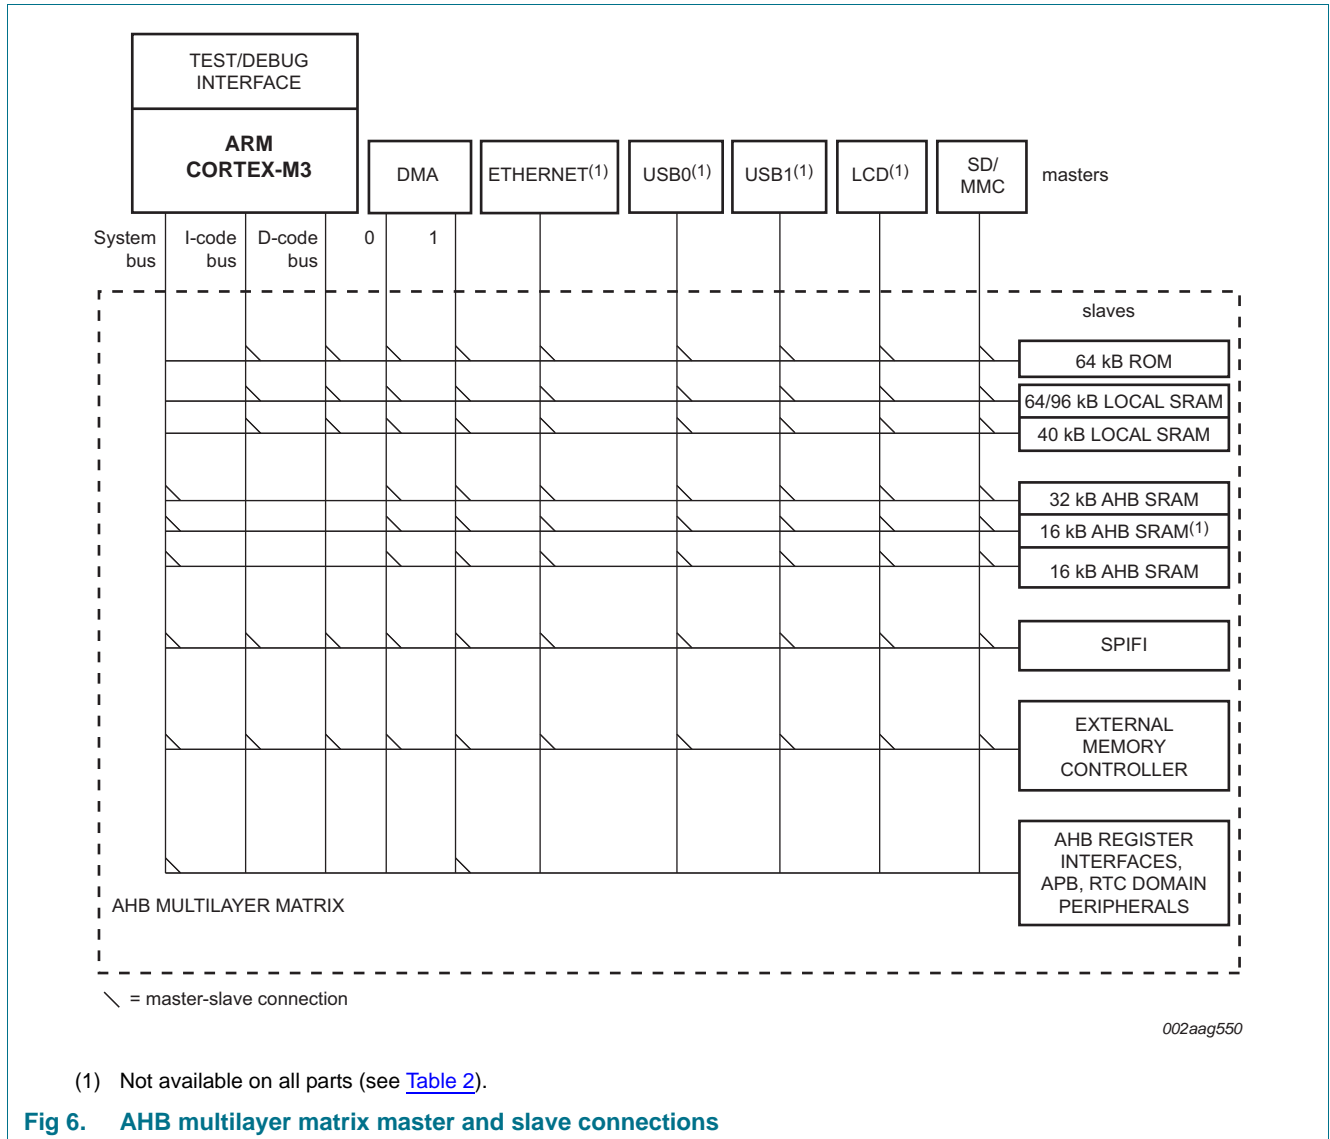 TEST/DEBUG
INTERFACE
ARM
CORTEX-M3
DMA
ETHERNET(1)
USB0(1)
USB1(1)
LCD(1)
SD/
MMC
masters
System
bus
I-code
bus
D-code
bus
0
1
slaves
64 kB ROM
64/96 kB LOCAL SRAM
40 kB LOCAL SRAM
32 kB AHB SRAM
16 kB AHB SRAM(1)
16 kB AHB SRAM
SPIFI
EXTERNAL
MEMORY
CONTROLLER
AHB REGISTER
INTERFACES,
APB, RTC DOMAIN
PERIPHERALS
AHB MULTILAYER MATRIX
= master-slave connection
002aag550
(1) Not available on all parts (see Table 2).
Fig 6. AHB multilayer matrix master and slave connections